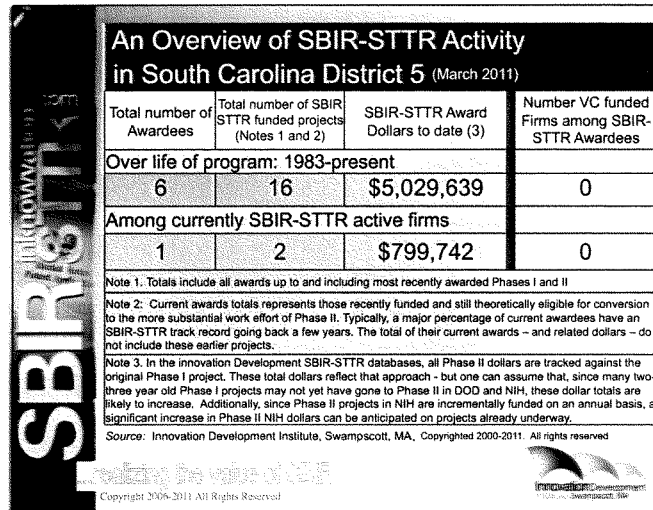 An Overview of SBIR-STTR Activity
in South Carolina District 5 (March 2011)
Total number of
Awardees
Total number of SBIR
STTR funded projects
(Notes 1 and 2)
SBIR-STTR Award
Dollars to date (3)
Number VC funded
Firms among SBIR-
STTR Awardees
Over life of program: 1983-present
6 16 $5,029,639 0
Among currently SBIR-STTR active firms
1 2 $799,742 0
Note 1. Totals include all awards up to and including most recently awarded Phases I and II
Note 2: Current awards totals represents those recently funded and still theoretically eligible for conversion
to the more substantial work effort of Phase II. Typically, a major percentage of current awardees have an
SBIR-STTR track record going back a few years. The total of their current awards – and related dollars – do
not include these earlier projects.
Note 3. In the innovation Development SBIR-STTR databases, all Phase II dollars are tracked against the
original Phase I project. These total dollars reflect that approach - but one can assume that, since many two-
three year old Phase I projects may not yet have gone to Phase II in DOD and NIH, these dollar totals are
likely to increase. Additionally, since Phase II projects in NIH are incrementally funded on an annual basis, a
significant increase in Phase II NIH dollars can be anticipated on projects already underway.
Source: Innovation Development Institute, Swampscott, MA, Copyrighted 2000-2011. All rights reserved
SBIR
STTR
inknowvation
...realizing the value of SBIR
Copyright 2006-2011 All Rights Reserved
Innovation Development
Swampscott, MA